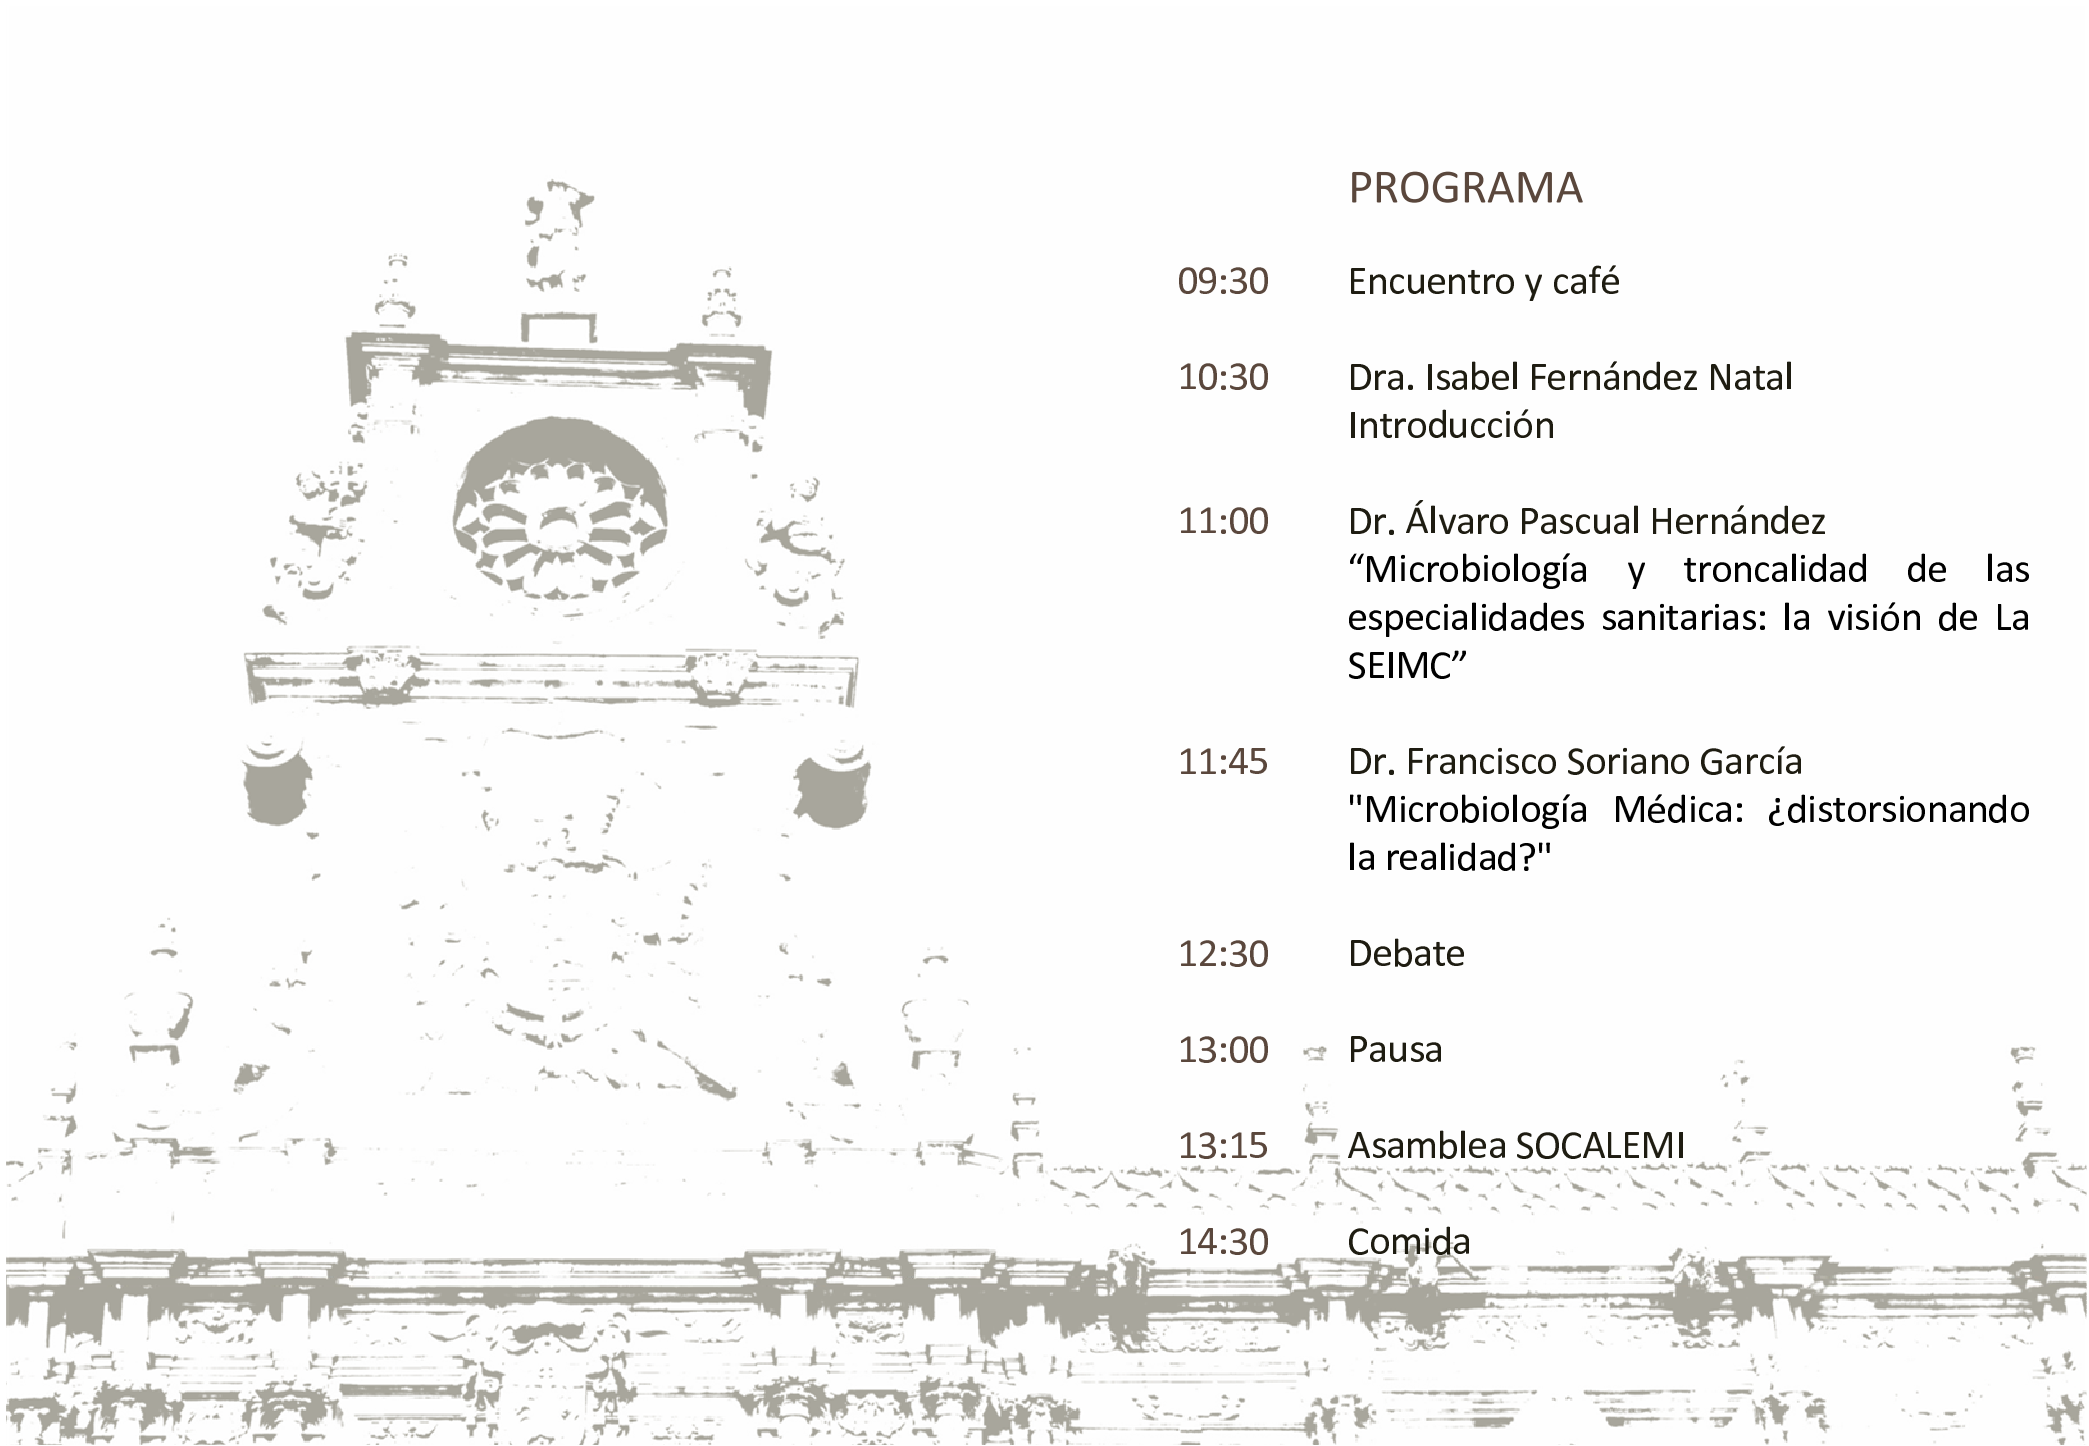 PROGRAMA
09:30 Encuentro y café
10:30 Dra. Isabel Fernández Natal
Introducción
11:00 Dr. Álvaro Pascual Hernández
“Microbiología y troncalidad de las
especialidades sanitarias: la visión de La
SEIMC”
11:45 Dr. Francisco Soriano García
"Microbiología Médica: ¿distorsionando
la realidad?"
12:30 Debate
13:00 Pausa
13:15 Asamblea SOCALEMI
14:30 Comida